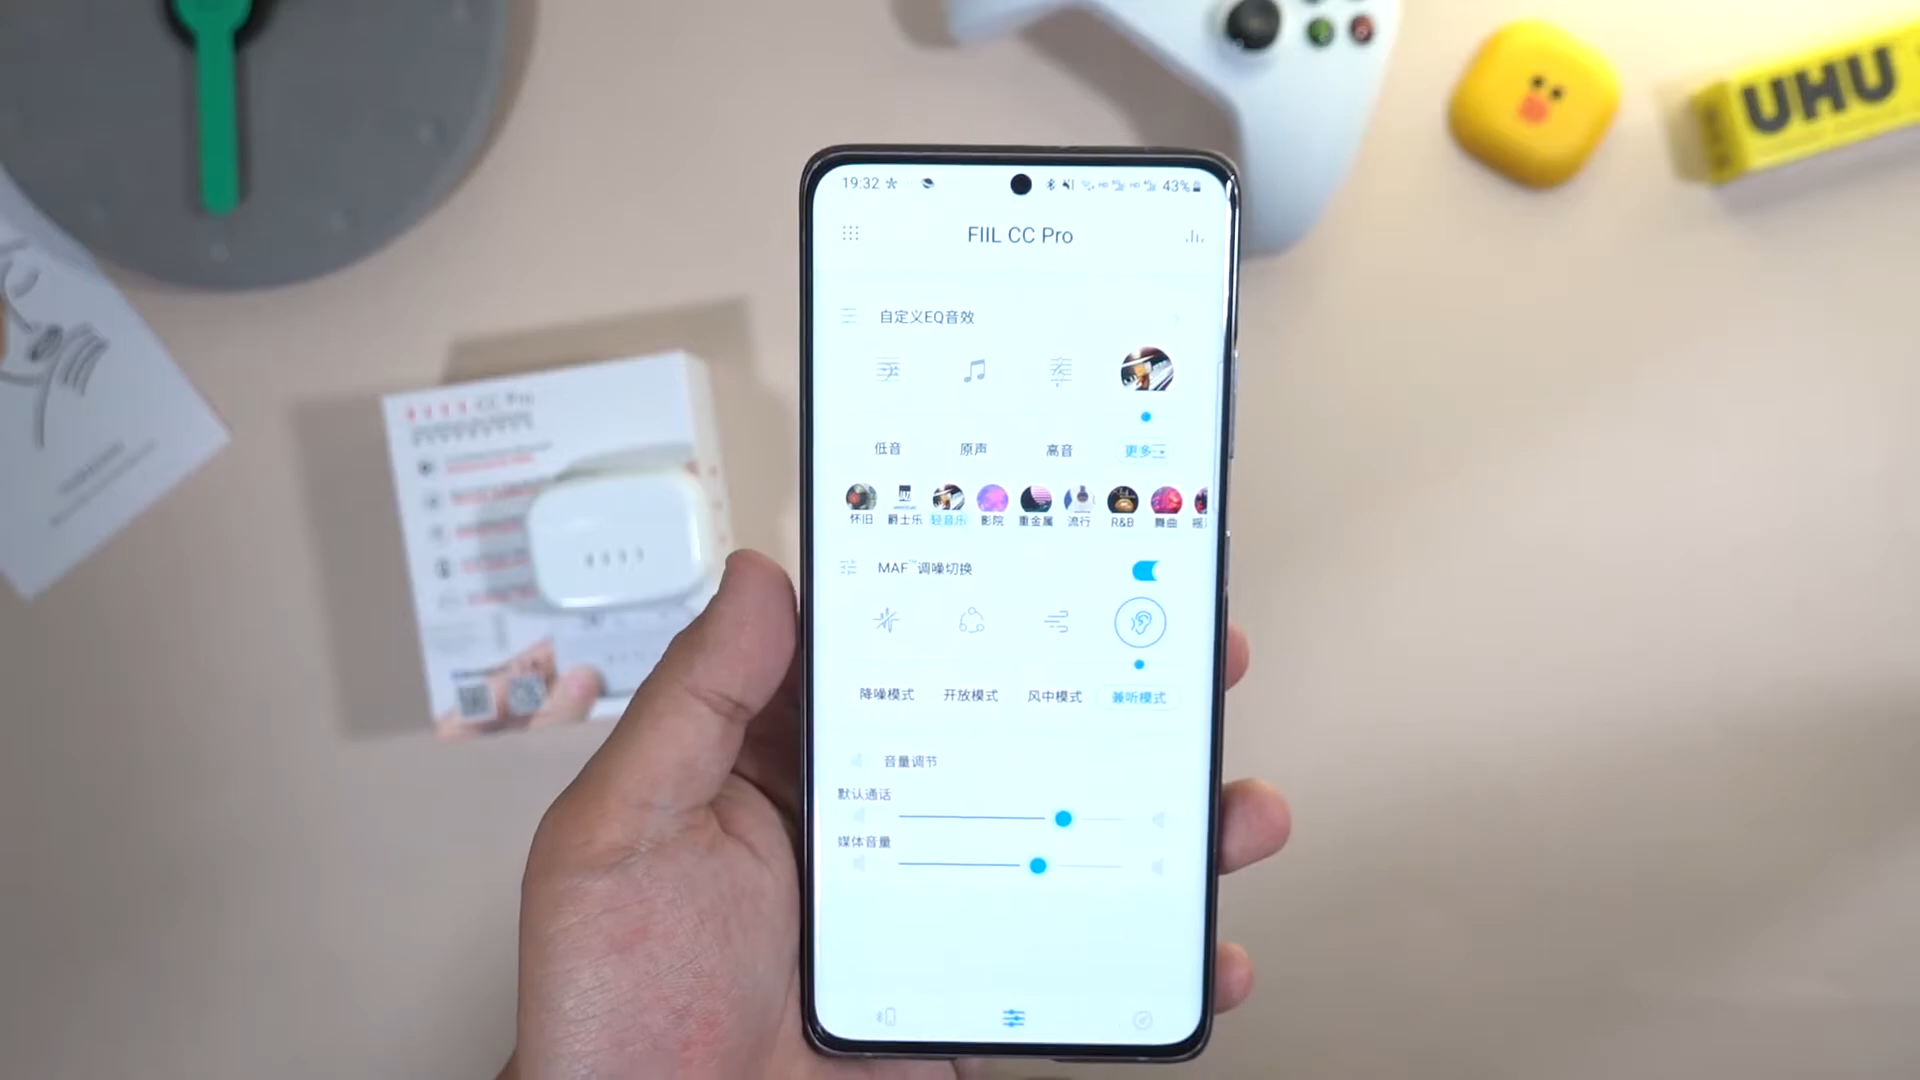 19:32
43%
FIIL CC Pro
自定义EQ音效
低音 原声 高音 更多
怀旧 爵士乐 轻音乐 影院 重金属 流行 R&B 舞曲
MAF 调噪切换
降噪模式 开放模式 风中模式 兼听模式
音量调节
默认通话
媒体音量
CC Pro
UHU